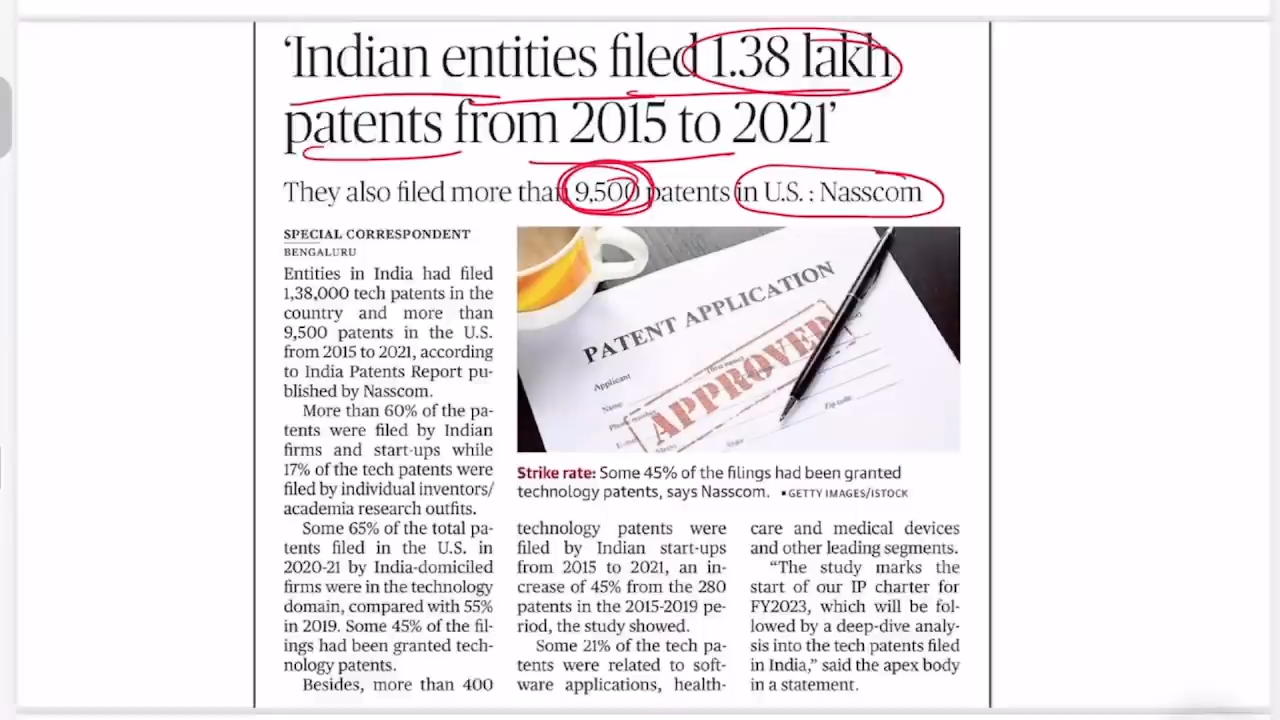 ‘Indian entities filed 1.38 lakh
patents from 2015 to 2021’
They also filed more than 9,500 patents in U.S. : Nasscom
SPECIAL CORRESPONDENT
BENGALURU
Entities in India had filed
1,38,000 tech patents in the
country and more than
9,500 patents in the U.S.
from 2015 to 2021, according
to India Patents Report pu-
blished by Nasscom.
More than 60% of the pa-
tents were filed by Indian
firms and start-ups while
17% of the tech patents were
filed by individual inventors/
academia research outfits.
Some 65% of the total pa-
tents filed in the U.S. in
2020-21 by India-domiciled
firms were in the technology
domain, compared with 55%
in 2019. Some 45% of the fil-
ings had been granted tech-
nology patents.
Besides, more than 400
PATENT APPLICATION
APPROVED
Applicant
Name
Zip code
State
Strike rate: Some 45% of the filings had been granted
technology patents, says Nasscom. ▪ GETTY IMAGES/ISTOCK
technology patents were
filed by Indian start-ups
from 2015 to 2021, an in-
crease of 45% from the 280
patents in the 2015-2019 pe-
riod, the study showed.
Some 21% of the tech pa-
tents were related to soft-
ware applications, health-
care and medical devices
and other leading segments.
“The study marks the
start of our IP charter for
FY2023, which will be fol-
lowed by a deep-dive analy-
sis into the tech patents filed
in India,” said the apex body
in a statement.